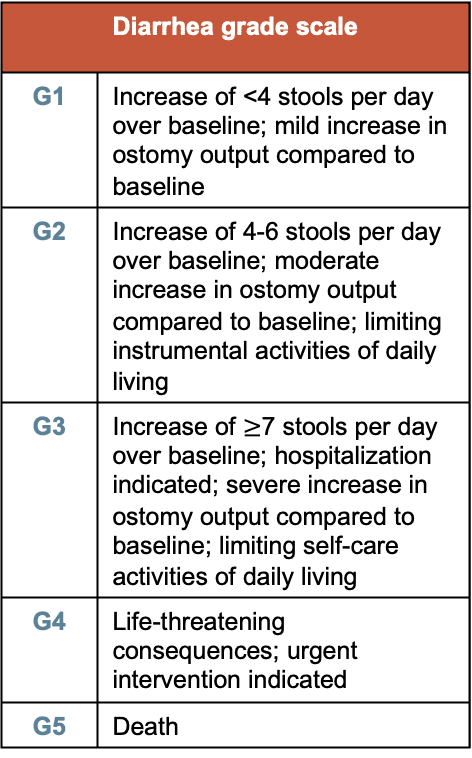 Diarrhea grade scale
G1
Increase of <4 stools per day
over baseline; mild increase in
ostomy output compared to
baseline
G2
Increase of 4-6 stools per day
over baseline; moderate
increase in ostomy output
compared to baseline; limiting
instrumental activities of daily
living
G3
Increase of ≥7 stools per day
over baseline; hospitalization
indicated; severe increase in
ostomy output compared to
baseline; limiting self-care
activities of daily living
G4
Life-threatening
consequences; urgent
intervention indicated
G5
Death